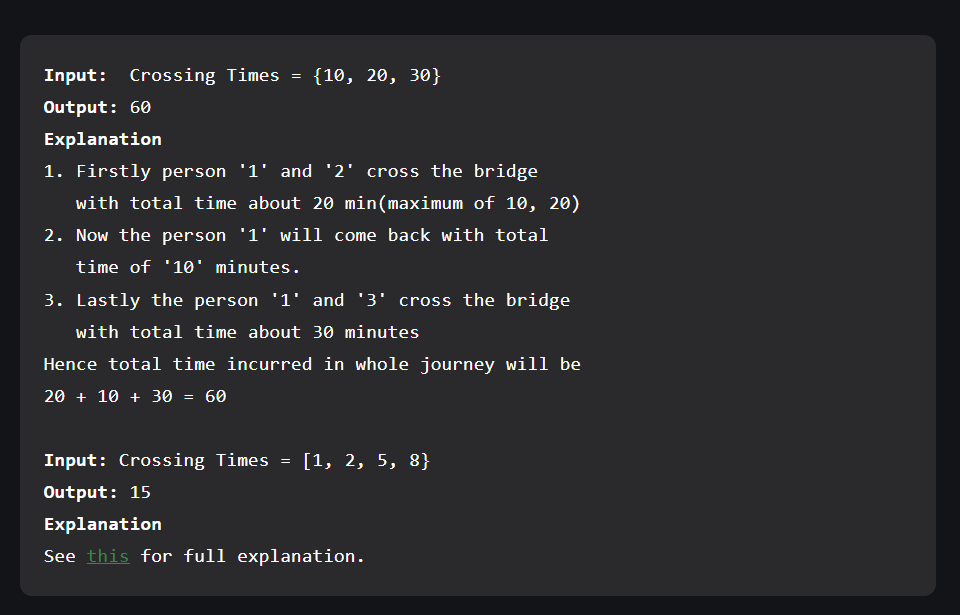 Input:  Crossing Times = {10, 20, 30}
Output: 60
Explanation
1. Firstly person '1' and '2' cross the bridge
   with total time about 20 min(maximum of 10, 20)
2. Now the person '1' will come back with total
   time of '10' minutes.
3. Lastly the person '1' and '3' cross the bridge
   with total time about 30 minutes
Hence total time incurred in whole journey will be
20 + 10 + 30 = 60
Input: Crossing Times = [1, 2, 5, 8}
Output: 15
Explanation
See this for full explanation.